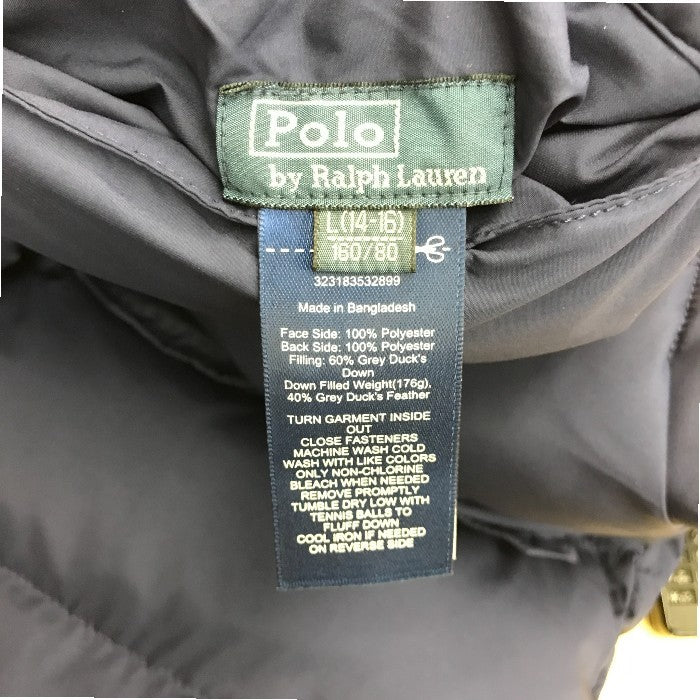 Polo
by Ralph Lauren
L(14-16)
160/80
323183532899
Made in Bangladesh
Face Side: 100% Polyester
Back Side: 100% Polyester
Filling: 60% Grey Duck's
Down
Down Filled Weight(176g),
40% Grey Duck's Feather
TURN GARMENT INSIDE
OUT
CLOSE FASTENERS
MACHINE WASH COLD
WASH WITH LIKE COLORS
ONLY NON-CHLORINE
BLEACH WHEN NEEDED
REMOVE PROMPTLY
TUMBLE DRY LOW WITH
TENNIS BALLS TO
FLUFF DOWN
COOL IRON IF NEEDED
ON REVERSE SIDE